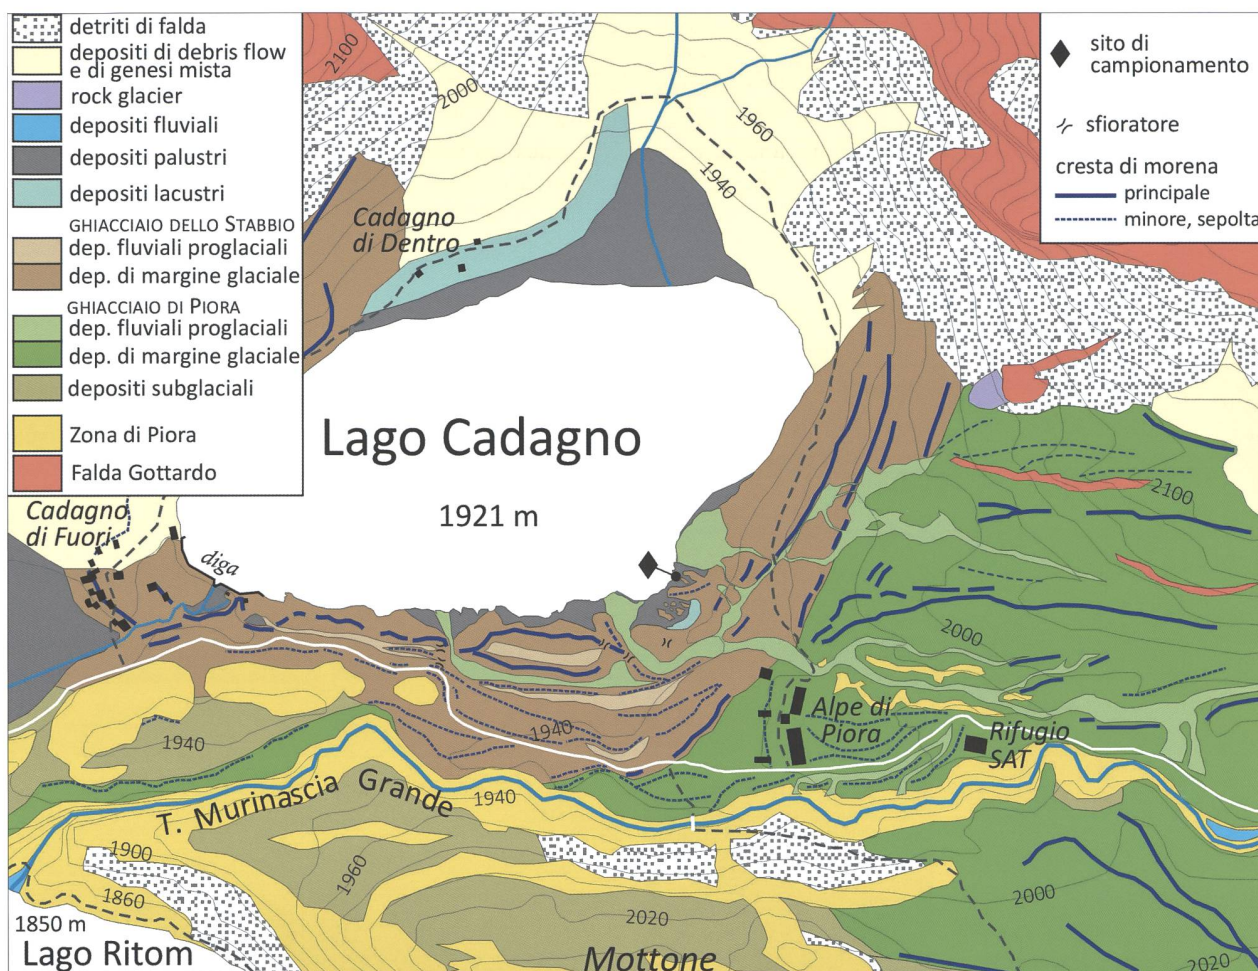 detriti di falda
depositi di debris flow
e di genesi mista
rock glacier
depositi fluviali
depositi palustri
depositi lacustri
GHIACCIAIO DELLO STABBIO
dep. fluviali proglaciali
dep. di margine glaciale
GHIACCIAIO DI PIORA
dep. fluviali proglaciali
dep. di margine glaciale
depositi subglaciali
Zona di Piora
Falda Gottardo
sito di
campionamento
sfioratore
cresta di morena
principale
minore, sepolta
2100
2000
1960
1940
Cadagno
di Dentro
Lago Cadagno
1921 m
Cadagno
di Fuori
diga
2100
2000
Alpe di
Piora
Rifugio
SAT
1940
1940
T. Murinascia Grande
1940
1900
1860
1960
2020
2000
2020
1850 m
Lago Ritom
Mottone